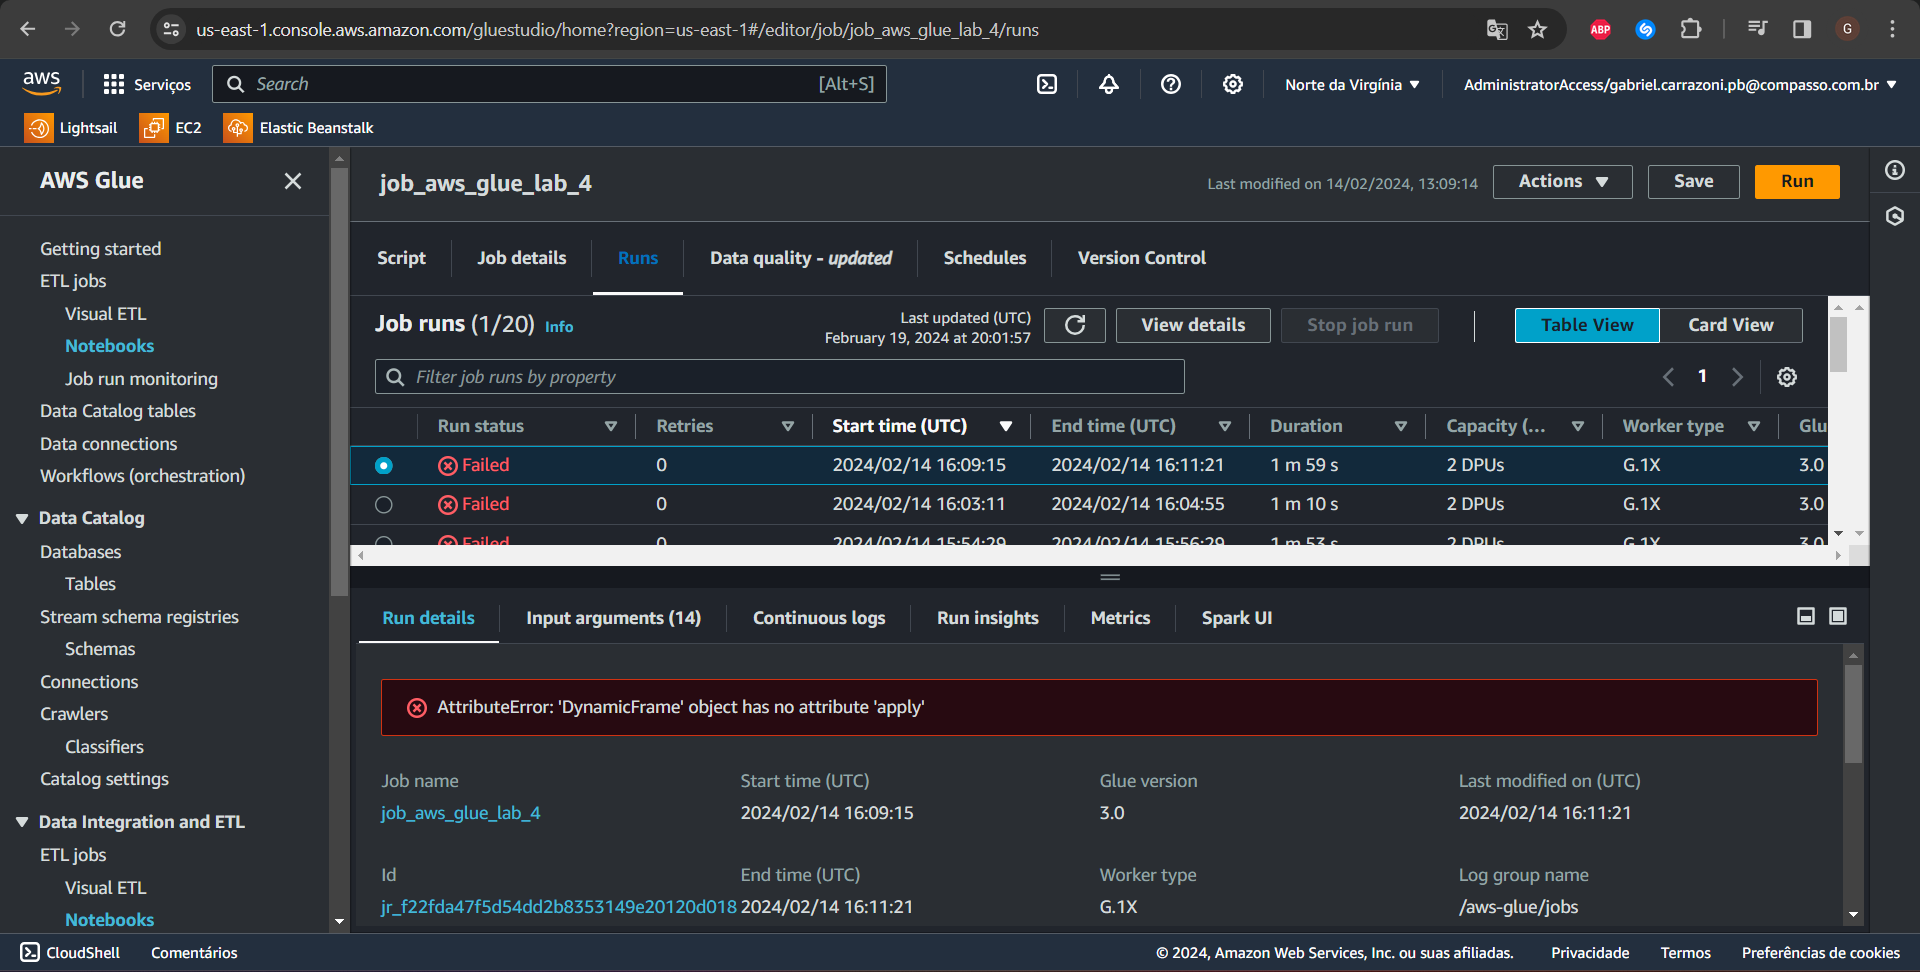 us-east-1.console.aws.amazon.com/gluestudio/home?region=us-east-1#/editor/job/job_aws_glue_lab_4/runs
ABP
G
aws
Serviços
Search
[Alt+S]
Norte da Virgínia
AdministratorAccess/gabriel.carrazoni.pb@compasso.com.br
Lightsail
EC2
Elastic Beanstalk
AWS Glue
Getting started
ETL jobs
Visual ETL
Notebooks
Job run monitoring
Data Catalog tables
Data connections
Workflows (orchestration)
Data Catalog
Databases
Tables
Stream schema registries
Schemas
Connections
Crawlers
Classifiers
Catalog settings
Data Integration and ETL
ETL jobs
Visual ETL
Notebooks
job_aws_glue_lab_4
Last modified on 14/02/2024, 13:09:14
Actions
Save
Run
Script
Job details
Runs
Data quality - updated
Schedules
Version Control
Job runs (1/20) Info
Last updated (UTC)
February 19, 2024 at 20:01:57
View details
Stop job run
Table View
Card View
Filter job runs by property
1
Run status Retries Start time (UTC) End time (UTC) Duration Capacity (... Worker type Glu
Failed 0 2024/02/14 16:09:15 2024/02/14 16:11:21 1 m 59 s 2 DPUs G.1X 3.0
Failed 0 2024/02/14 16:03:11 2024/02/14 16:04:55 1 m 10 s 2 DPUs G.1X 3.0
Failed 0 2024/02/14 15:54:29 2024/02/14 15:56:29 1 m 53 s 2 DPUs G.1X 3.0
Run details
Input arguments (14)
Continuous logs
Run insights
Metrics
Spark UI
AttributeError: 'DynamicFrame' object has no attribute 'apply'
Job name
job_aws_glue_lab_4
Start time (UTC)
2024/02/14 16:09:15
Glue version
3.0
Last modified on (UTC)
2024/02/14 16:11:21
Id
jr_f22fda47f5d54dd2b8353149e20120d018
End time (UTC)
2024/02/14 16:11:21
Worker type
G.1X
Log group name
/aws-glue/jobs
CloudShell
Comentários
© 2024, Amazon Web Services, Inc. ou suas afiliadas.
Privacidade
Termos
Preferências de cookies